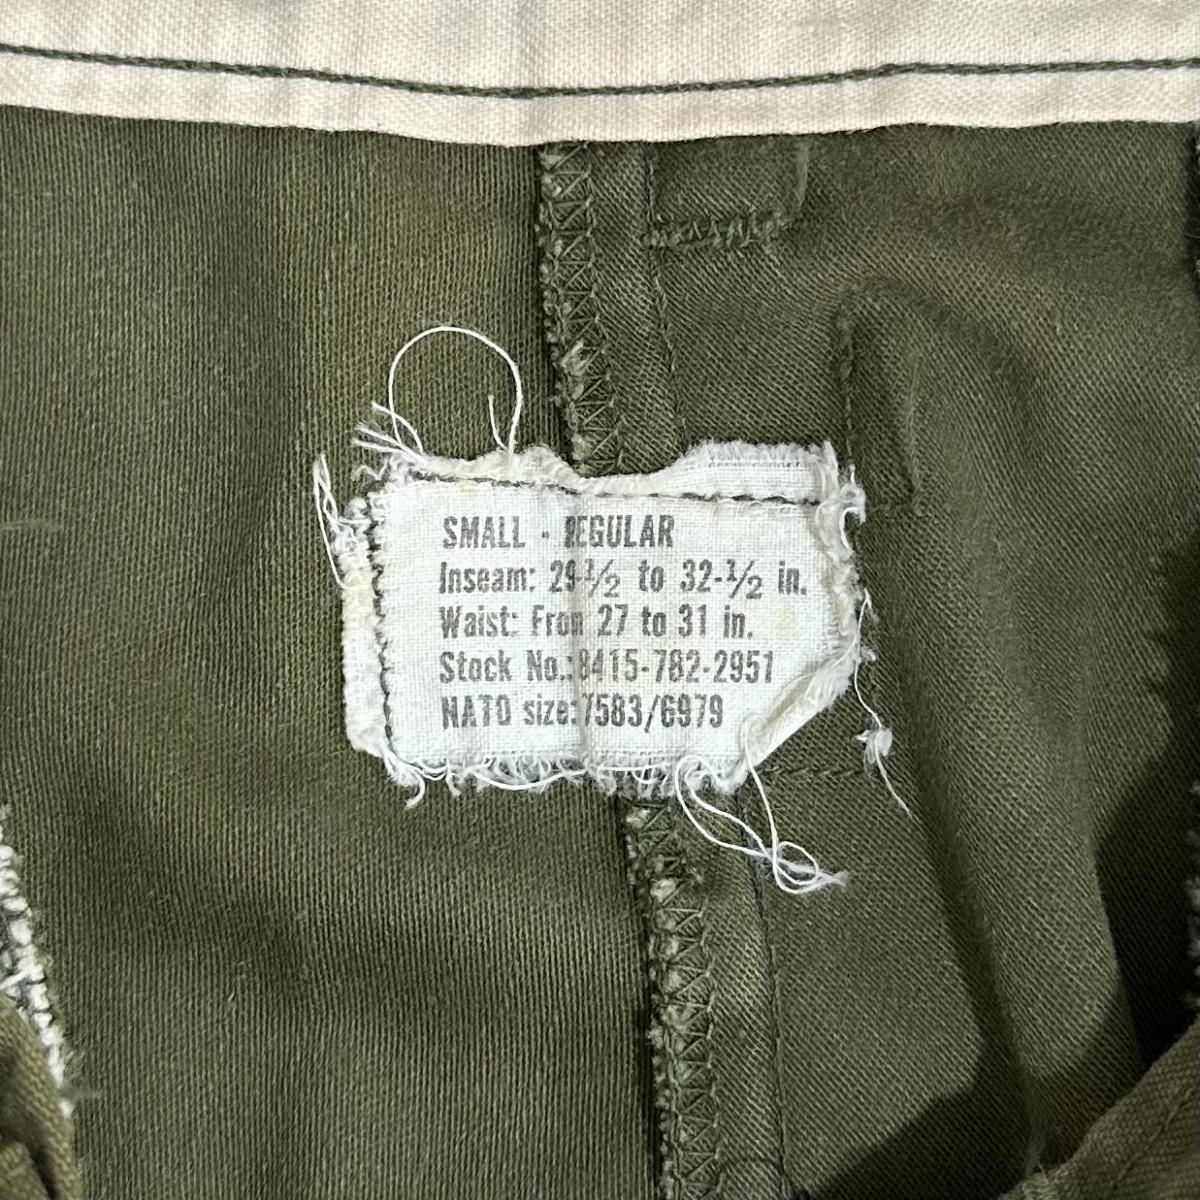 SMALL - REGULAR
Inseam: 29-1/2 to 32-1/2 in.
Waist: From 27 to 31 in.
Stock No.: 8415-782-2951
NATO size: 7583/6979